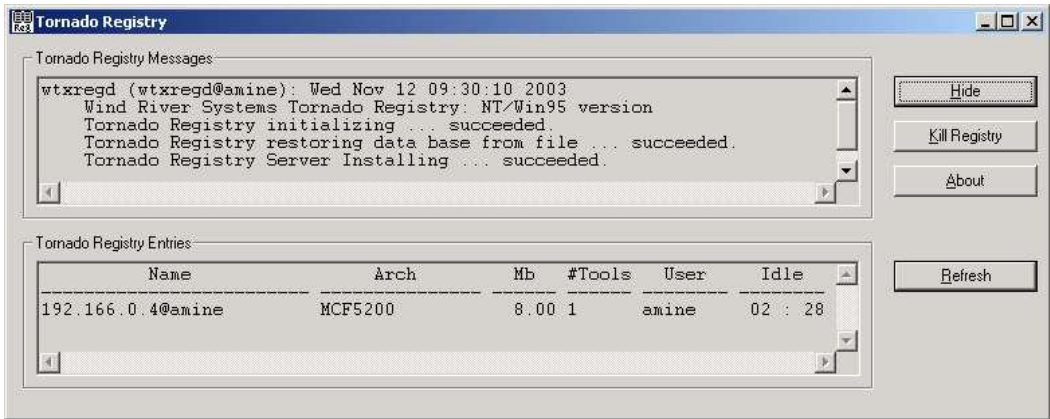 Tornado Registry
Tornado Registry Messages
wtxregd (wtxregd@amine): Wed Nov 12 09:30:10 2003
Wind River Systems Tornado Registry: NT/Win95 version
Tornado Registry initializing ... succeeded.
Tornado Registry restoring data base from file ... succeeded.
Tornado Registry Server Installing ... succeeded.
Hide
Kill Registry
About
Tornado Registry Entries
Name Arch Mb #Tools User Idle
192.166.0.4@amine MCF5200 8.00 1 amine 02 : 28
Refresh